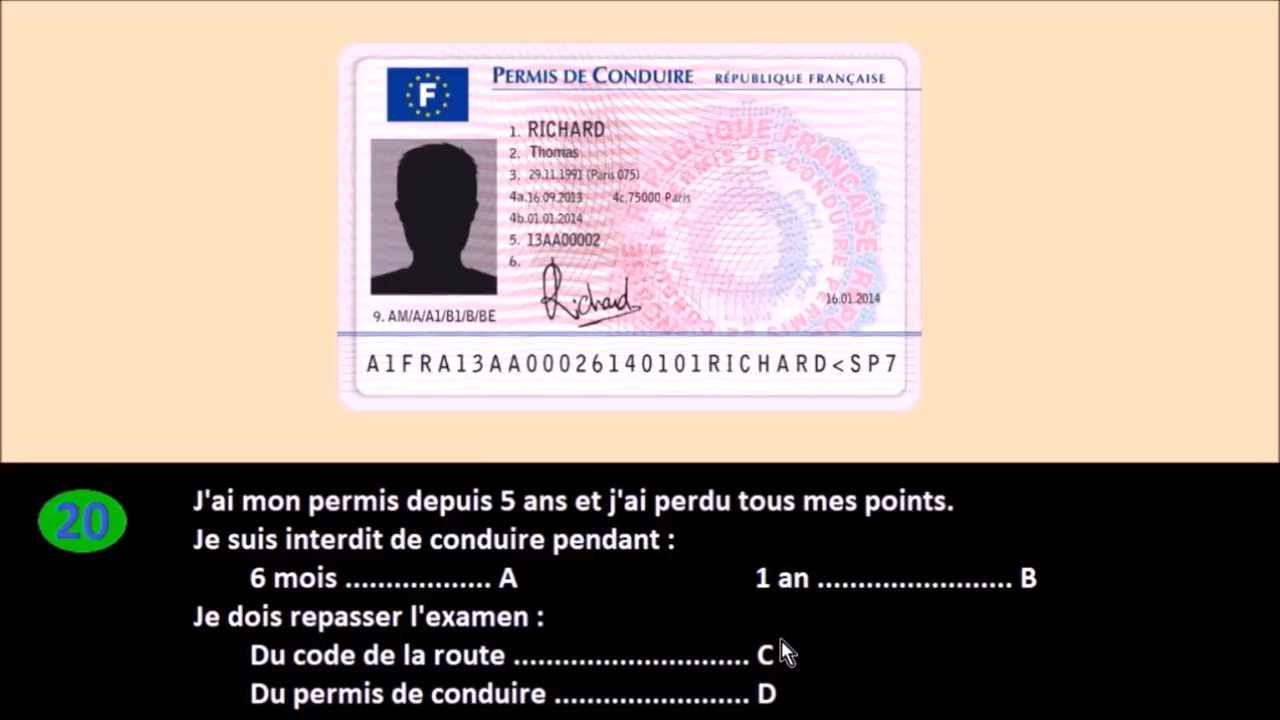 F
PERMIS DE CONDUIRE RÉPUBLIQUE FRANÇAISE
1. RICHARD
2. Thomas
3. 29.11.1991 (Paris 075)
4a.16.09.2013 4c.75000 Paris
4b.01.01.2014
5. 13AA00002
6.
Richard
16.01.2014
9. AM/A/A1/B1/B/BE
A1FRA13AA00026140101RICHARD<SP7
20
J'ai mon permis depuis 5 ans et j'ai perdu tous mes points.
Je suis interdit de conduire pendant :
6 mois .................. A 1 an ........................ B
Je dois repasser l'examen :
Du code de la route ............................. C
Du permis de conduire ........................ D